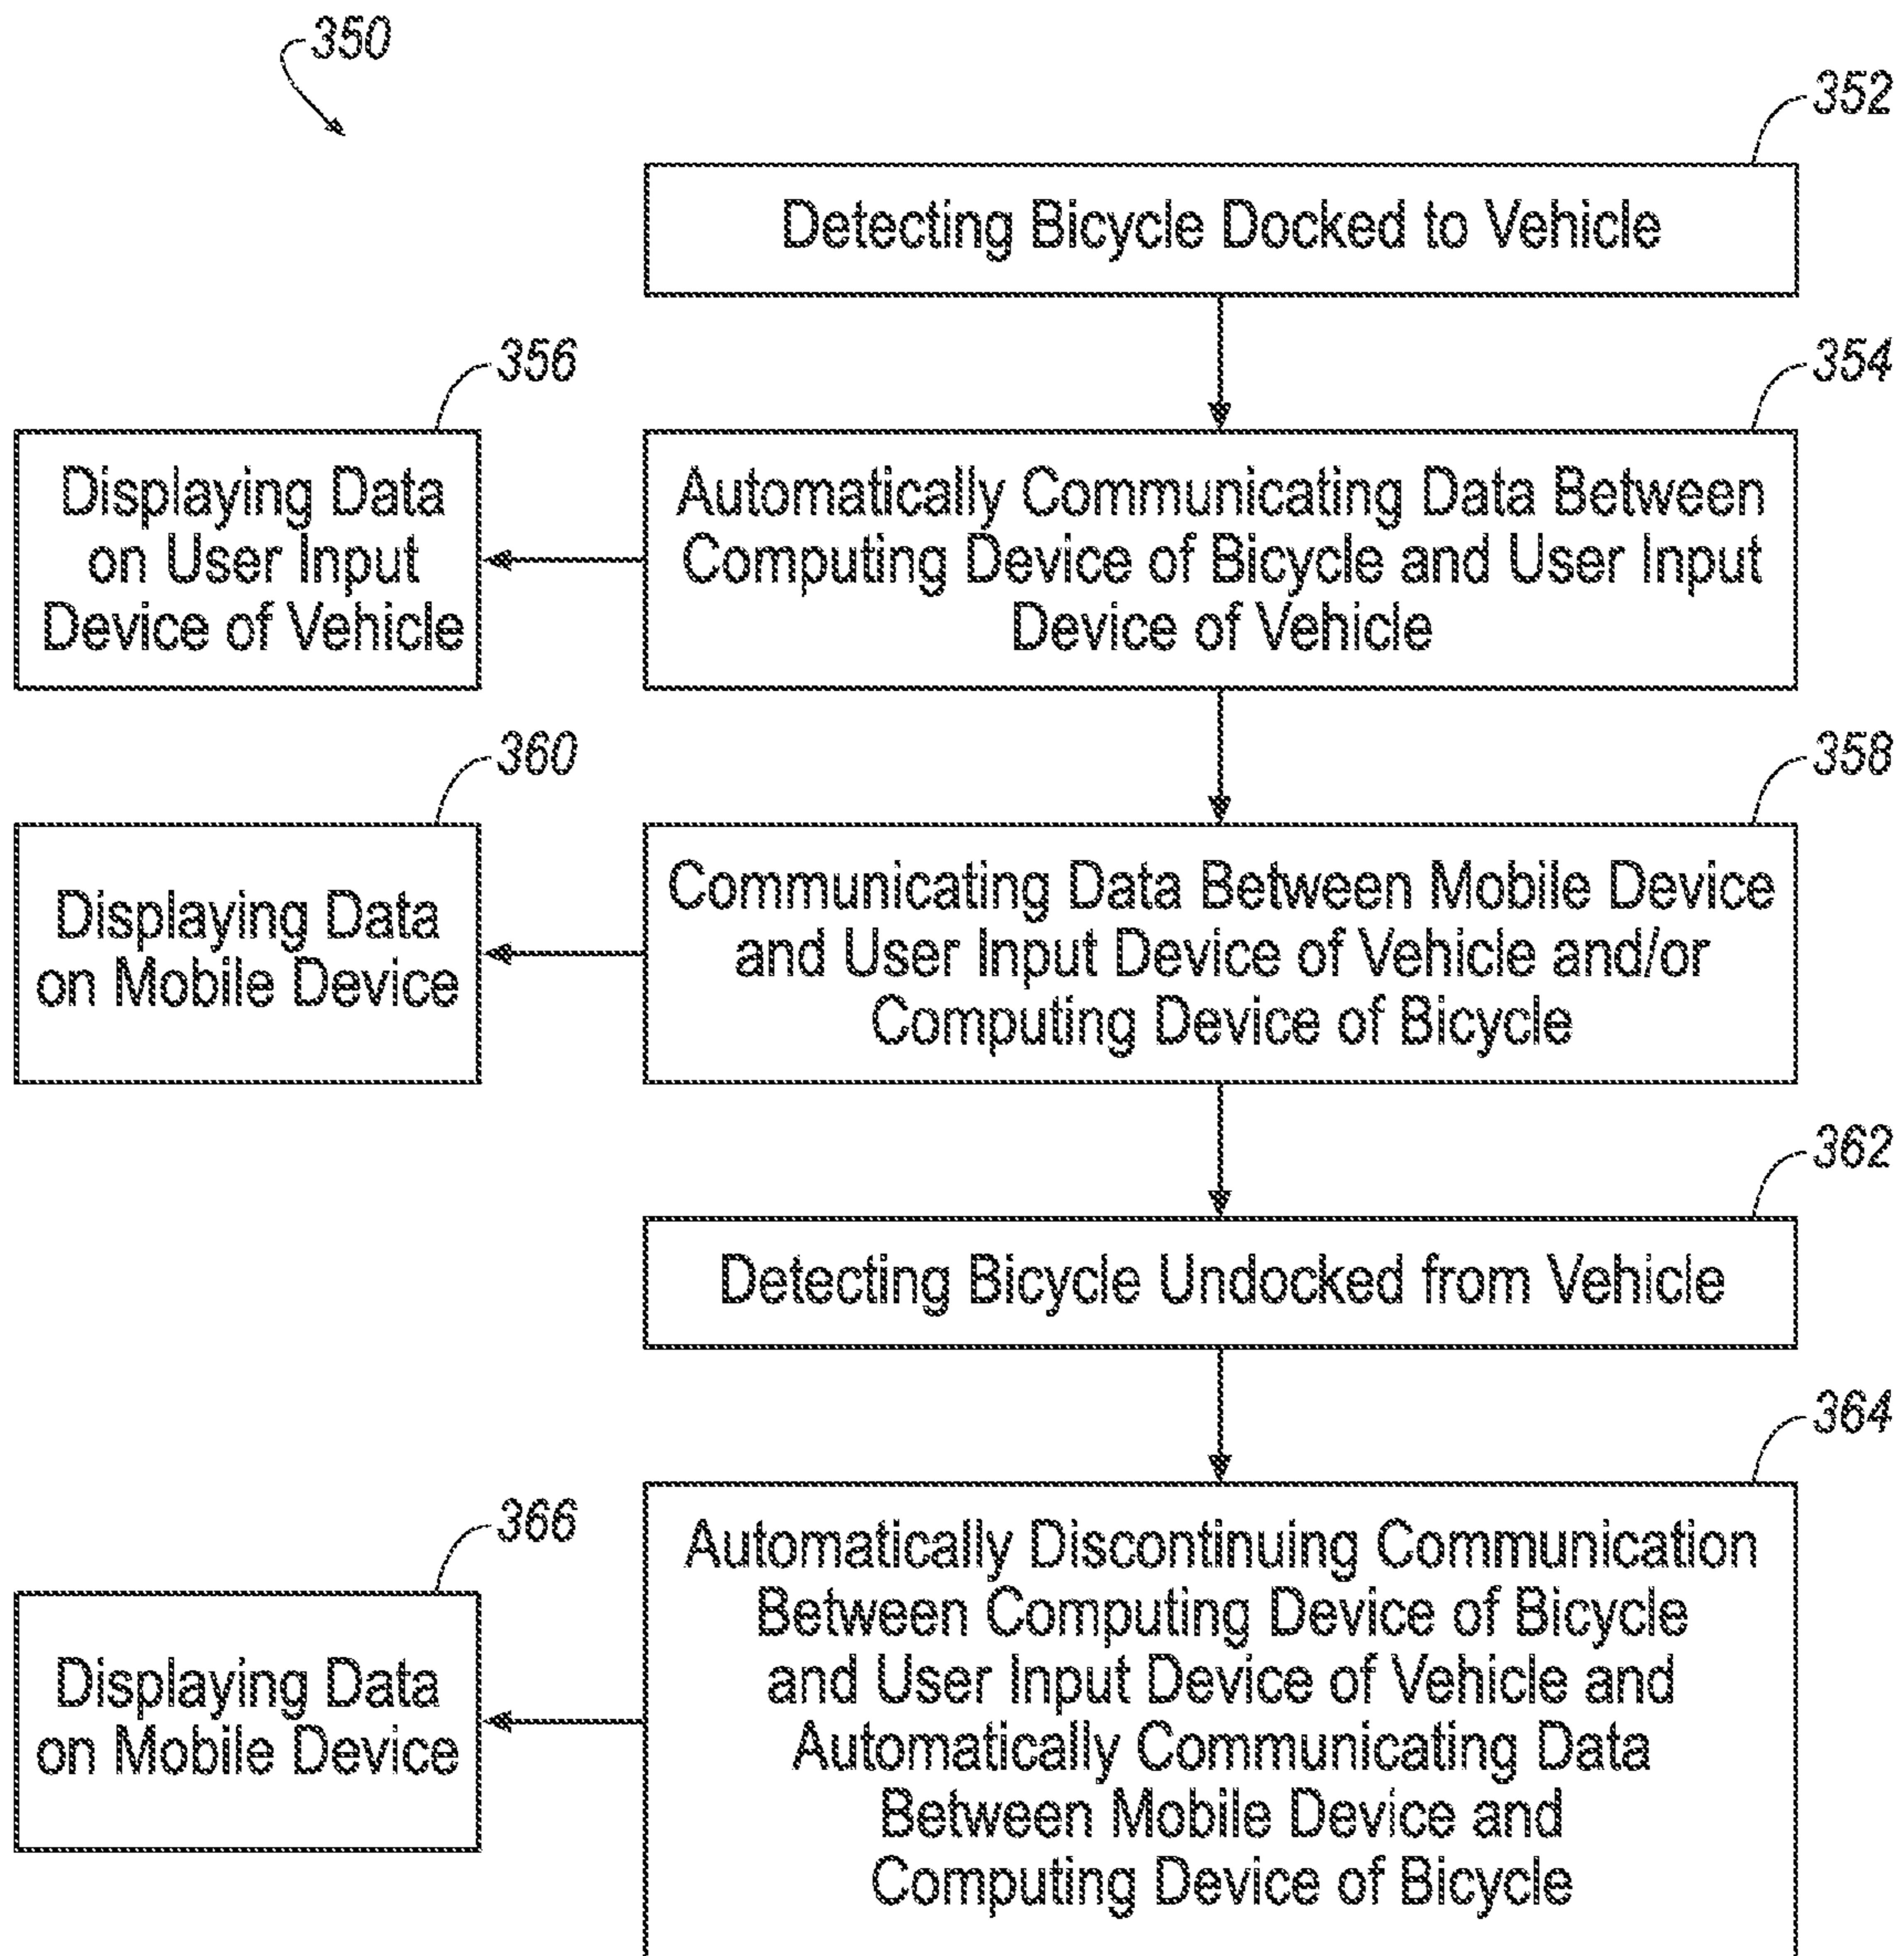 350
352
Detecting Bicycle Docked to Vehicle
356
354
Displaying Data
on User Input
Device of Vehicle
Automatically Communicating Data Between
Computing Device of Bicycle and User Input
Device of Vehicle
360
358
Displaying Data
on Mobile Device
Communicating Data Between Mobile Device
and User Input Device of Vehicle and/or
Computing Device of Bicycle
362
Detecting Bicycle Undocked from Vehicle
364
366
Displaying Data
on Mobile Device
Automatically Discontinuing Communication
Between Computing Device of Bicycle
and User Input Device of Vehicle and
Automatically Communicating Data
Between Mobile Device and
Computing Device of Bicycle